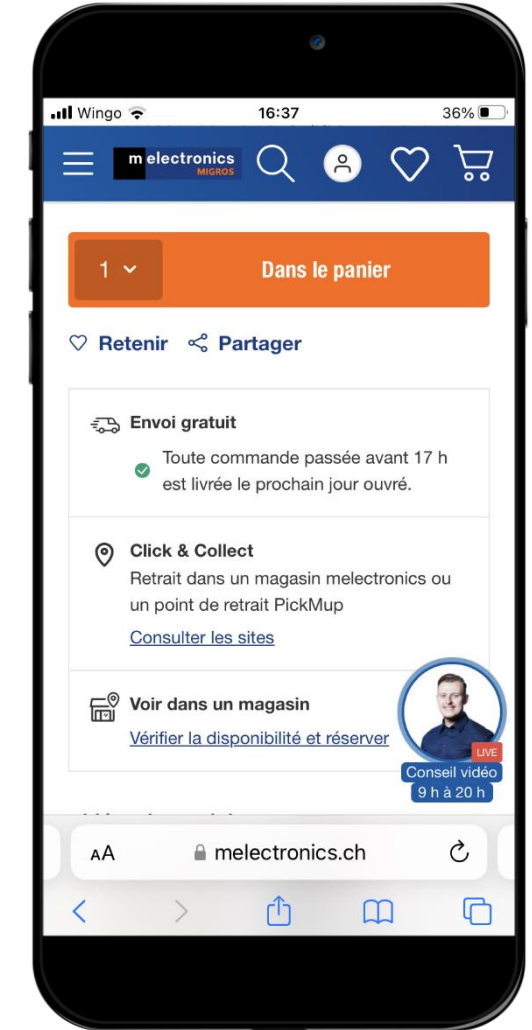 Wingo 16:37 36%
m electronics
MIGROS
1 Dans le panier
Retenir Partager
Envoi gratuit
Toute commande passée avant 17 h
est livrée le prochain jour ouvré.
Click & Collect
Retrait dans un magasin melectronics ou
un point de retrait PickMup
Consulter les sites
Voir dans un magasin
Vérifier la disponibilité et réserver
LIVE
Conseil vidéo
9 h à 20 h
AA melectronics.ch